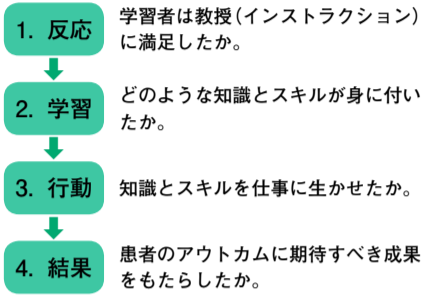 1. 反応
学習者は教授(インストラクション)
に満足したか。
2. 学習
どのような知識とスキルが身に付い
たか。
3. 行動
知識とスキルを仕事に生かせたか。
4. 結果
患者のアウトカムに期待すべき成果
をもたらしたか。